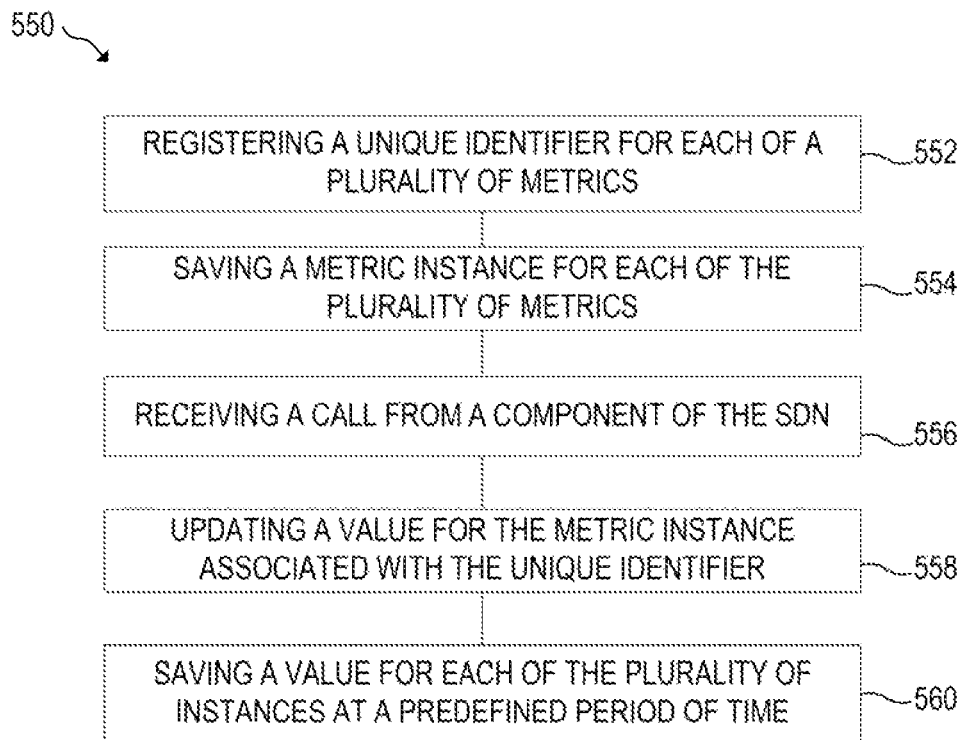 550
REGISTERING A UNIQUE IDENTIFIER FOR EACH OF A
PLURALITY OF METRICS
552
SAVING A METRIC INSTANCE FOR EACH OF THE
PLURALITY OF METRICS
554
RECEIVING A CALL FROM A COMPONENT OF THE SDN
556
UPDATING A VALUE FOR THE METRIC INSTANCE
ASSOCIATED WITH THE UNIQUE IDENTIFIER
558
SAVING A VALUE FOR EACH OF THE PLURALITY OF
INSTANCES AT A PREDEFINED PERIOD OF TIME
560